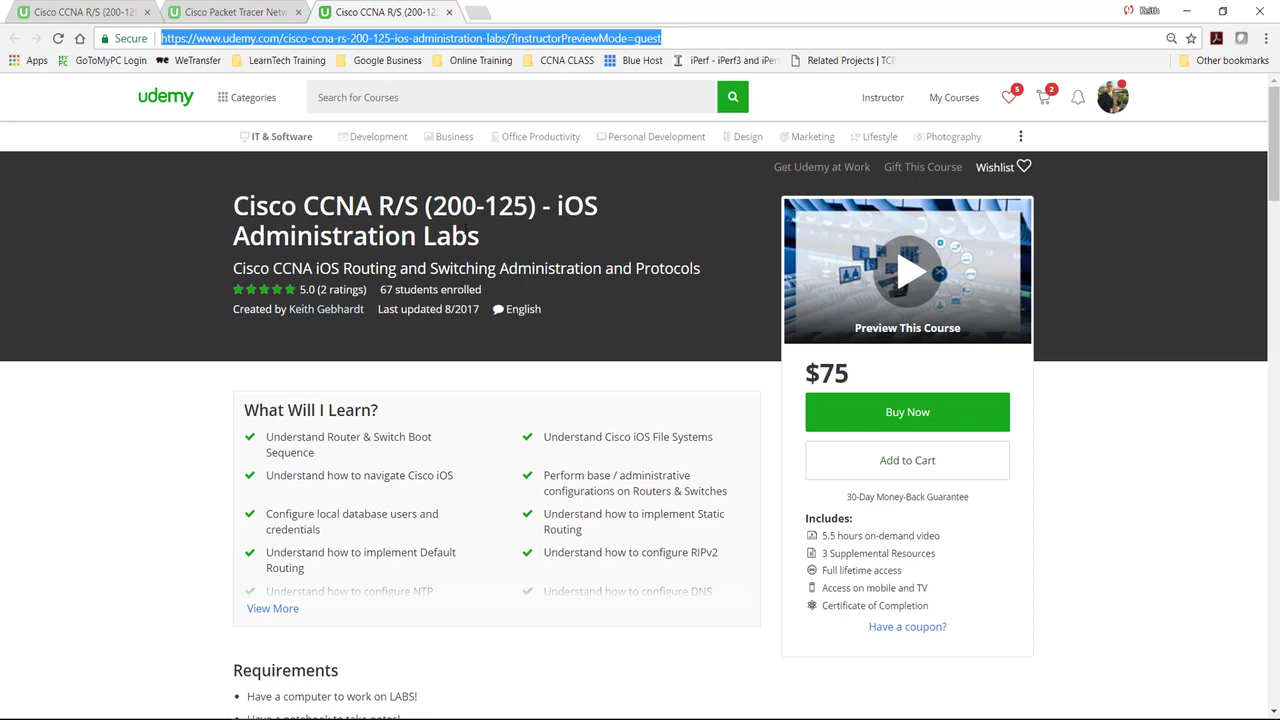 Cisco CCNA R/S (200-12!
Cisco Packet Tracer Netw
Cisco CCNA R/S (200-12!
Keith
Secure
https://www.udemy.com/cisco-ccna-rs-200-125-ios-administration-labs/?instructorPreviewMode=guest
Apps GoToMyPC Login WeTransfer LearnTech Training Google Business Online Training CCNA CLASS Blue Host iPerf - iPerf3 and iPer Related Projects | TCP Other bookmarks
udemy Categories Search for Courses Instructor My Courses 5 2
IT & Software Development Business Office Productivity Personal Development Design Marketing Lifestyle Photography
Get Udemy at Work Gift This Course Wishlist
Cisco CCNA R/S (200-125) - iOS
Administration Labs
Cisco CCNA iOS Routing and Switching Administration and Protocols
5.0 (2 ratings) 67 students enrolled
Created by Keith Gebhardt Last updated 8/2017 English
Preview This Course
$75
Buy Now
Add to Cart
30-Day Money-Back Guarantee
Includes:
5.5 hours on-demand video
3 Supplemental Resources
Full lifetime access
Access on mobile and TV
Certificate of Completion
Have a coupon?
What Will I Learn?
Understand Router & Switch Boot
Sequence
Understand how to navigate Cisco iOS
Configure local database users and
credentials
Understand how to implement Default
Routing
Understand how to configure NTP
Understand Cisco iOS File Systems
Perform base / administrative
configurations on Routers & Switches
Understand how to implement Static
Routing
Understand how to configure RIPv2
Understand how to configure DNS
View More
Requirements
Have a computer to work on LABS!
Have a notebook to take notes!